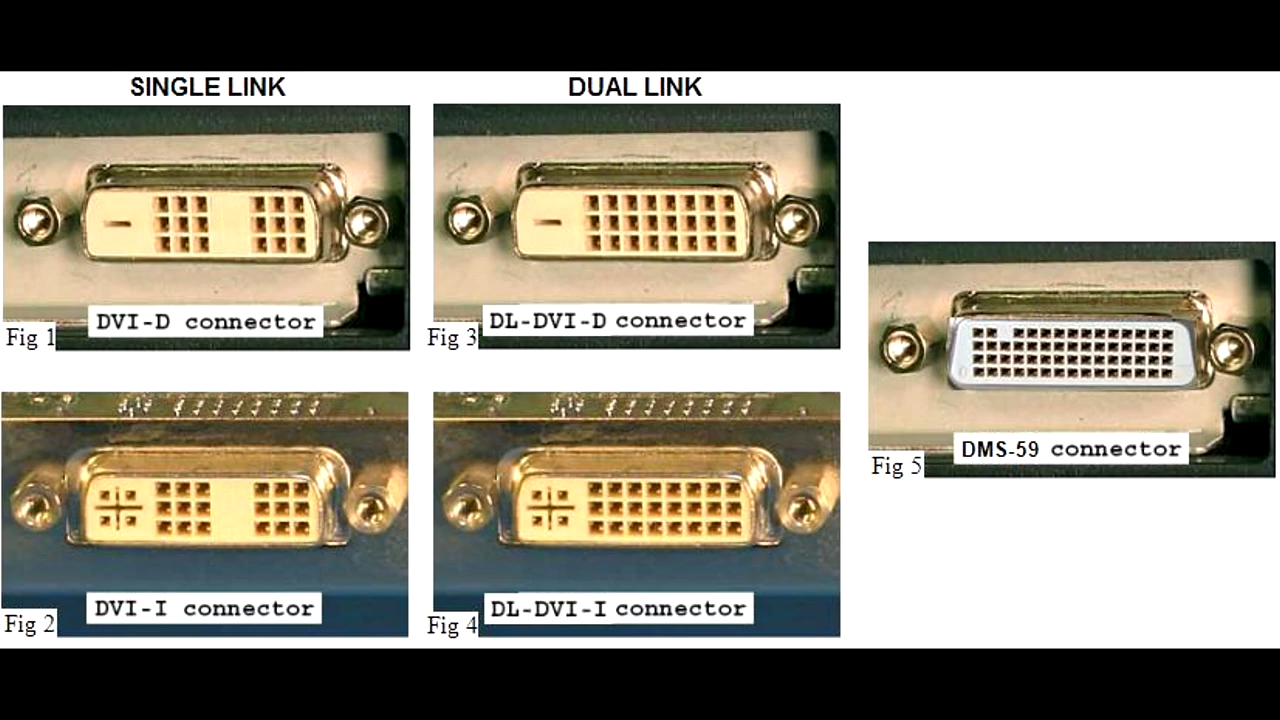 SINGLE LINK
DUAL LINK
DVI-D connector
Fig 1
DL-DVI-D connector
Fig 3
DVI-I connector
Fig 2
DL-DVI-I connector
Fig 4
DMS-59 connector
Fig 5